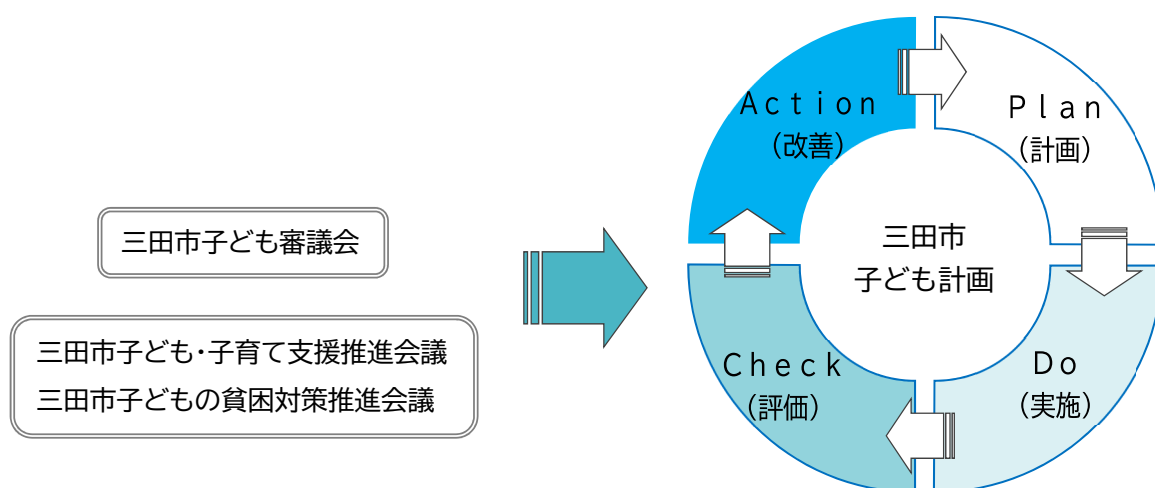 三田市子ども審議会
三田市子ども・子育て支援推進会議
三田市子どもの貧困対策推進会議
Ａｃｔｉｏｎ
（改善）
Ｐｌａｎ
（計画）
三田市
子ども計画
Ｃｈｅｃｋ
（評価）
Ｄｏ
（実施）